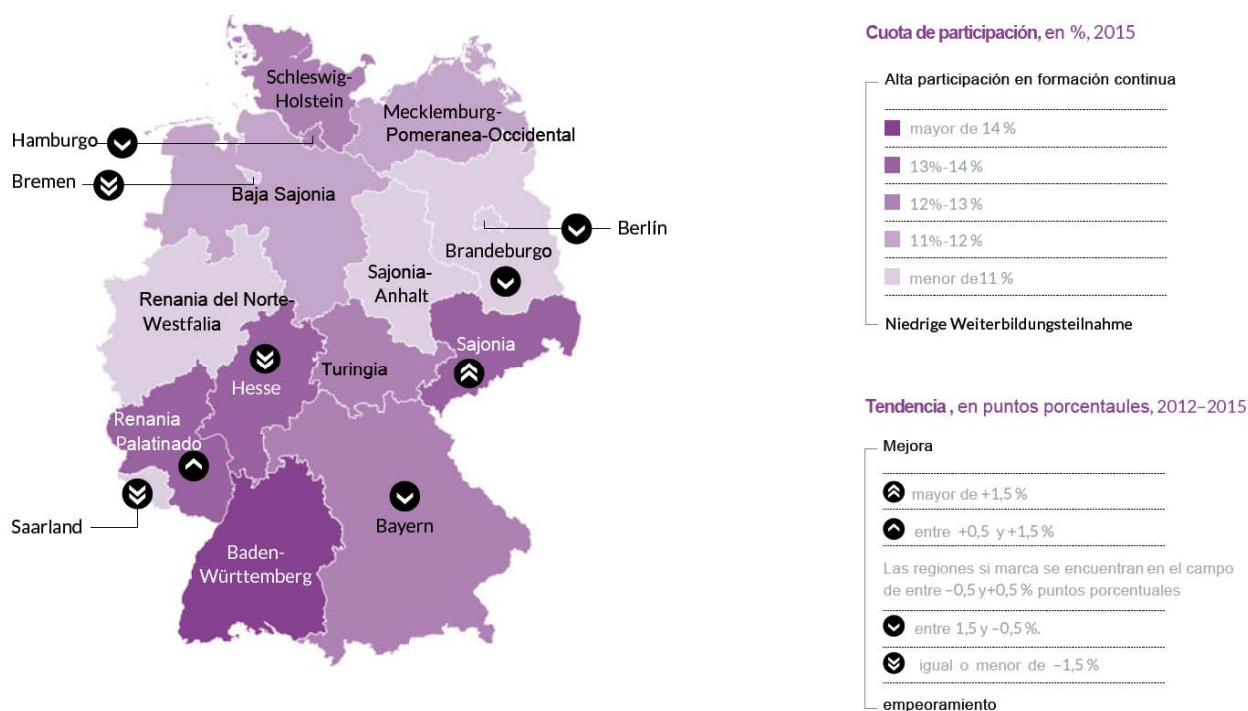 Schleswig-
Holstein
Mecklemburg-
Pomeranea-Occidental
Hamburgo
Bremen
Baja Sajonia
Berlín
Brandeburgo
Sajonia-
Anhalt
Renania del Norte-
Westfalia
Sajonia
Hesse
Turingia
Renania
Palatinado
Saarland
Bayern
Baden-
Württemberg
Cuota de participación, en %, 2015
Alta participación en formación continua
mayor de 14 %
13%-14 %
12%-13 %
11%-12 %
menor de11 %
Niedrige Weiterbildungsteilnahme
Tendencia , en puntos porcentaules, 2012–2015
Mejora
mayor de +1,5 %
entre +0,5 y +1,5 %
Las regiones si marca se encuentran en el campo
de entre –0,5 y+0,5 % puntos porcentuales
entre 1,5 y –0,5 %.
igual o menor de –1,5 %
empeoramiento